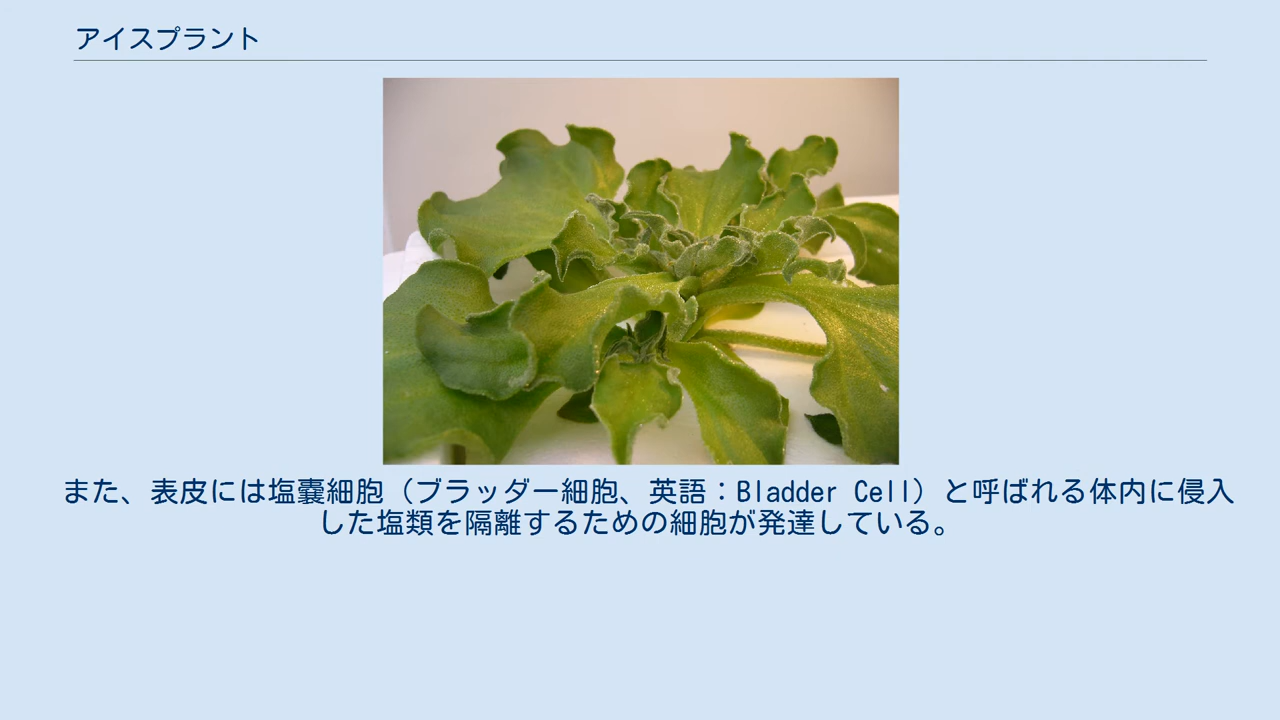 アイスプラント
また、表皮には塩嚢細胞（ブラッダー細胞、英語：Bladder Cell）と呼ばれる体内に侵入
した塩類を隔離するための細胞が発達している。